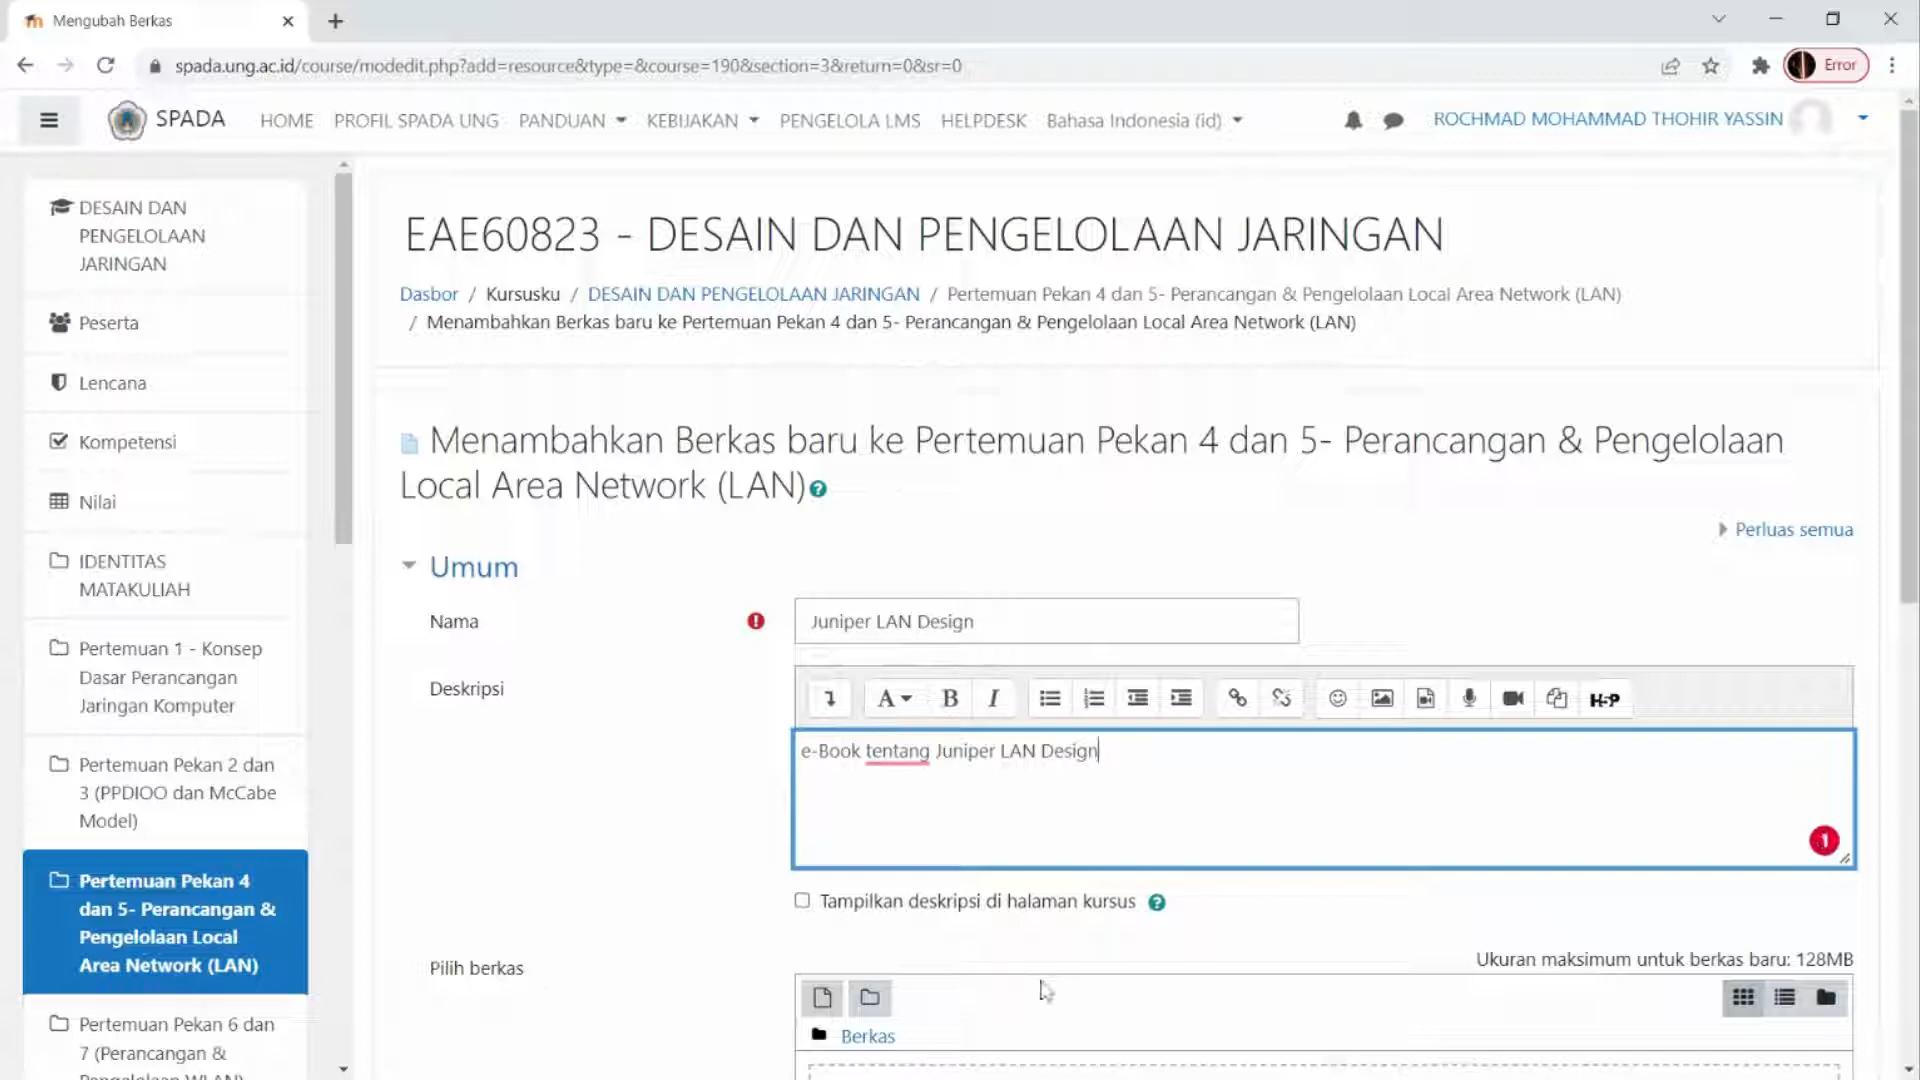 Mengubah Berkas
spada.ung.ac.id/course/modedit.php?add=resource&type=&course=190&section=3&return=0&sr=0
Error
SPADA
HOME
PROFIL SPADA UNG
PANDUAN
KEBIJAKAN
PENGELOLA LMS
HELPDESK
Bahasa Indonesia (id)
ROCHMAD MOHAMMAD THOHIR YASSIN
DESAIN DAN
PENGELOLAAN
JARINGAN
Peserta
Lencana
Kompetensi
Nilai
IDENTITAS
MATAKULIAH
Pertemuan 1 - Konsep
Dasar Perancangan
Jaringan Komputer
Pertemuan Pekan 2 dan
3 (PPDIOO dan McCabe
Model)
Pertemuan Pekan 4
dan 5- Perancangan &
Pengelolaan Local
Area Network (LAN)
Pertemuan Pekan 6 dan
7 (Perancangan &
Pengelolaan WLAN)
EAE60823 - DESAIN DAN PENGELOLAAN JARINGAN
Dasbor / Kursusku / DESAIN DAN PENGELOLAAN JARINGAN / Pertemuan Pekan 4 dan 5- Perancangan & Pengelolaan Local Area Network (LAN)
/ Menambahkan Berkas baru ke Pertemuan Pekan 4 dan 5- Perancangan & Pengelolaan Local Area Network (LAN)
Menambahkan Berkas baru ke Pertemuan Pekan 4 dan 5- Perancangan & Pengelolaan
Local Area Network (LAN)
Perluas semua
Umum
Nama
Juniper LAN Design
Deskripsi
A B I
H-P
e-Book tentang Juniper LAN Design
1
Tampilkan deskripsi di halaman kursus
Pilih berkas
Ukuran maksimum untuk berkas baru: 128MB
Berkas